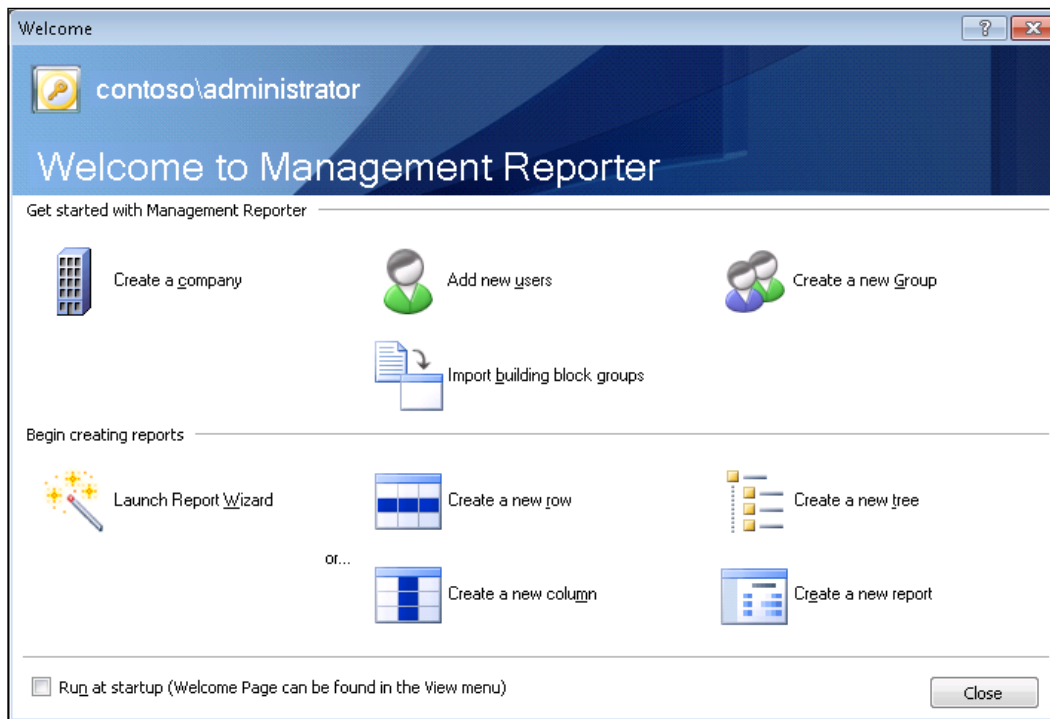 Welcome
contoso\administrator
Welcome to Management Reporter
Get started with Management Reporter
Create a company
Add new users
Create a new Group
Import building block groups
Begin creating reports
Launch Report Wizard
Create a new row
Create a new tree
or...
Create a new column
Create a new report
Run at startup (Welcome Page can be found in the View menu)
Close